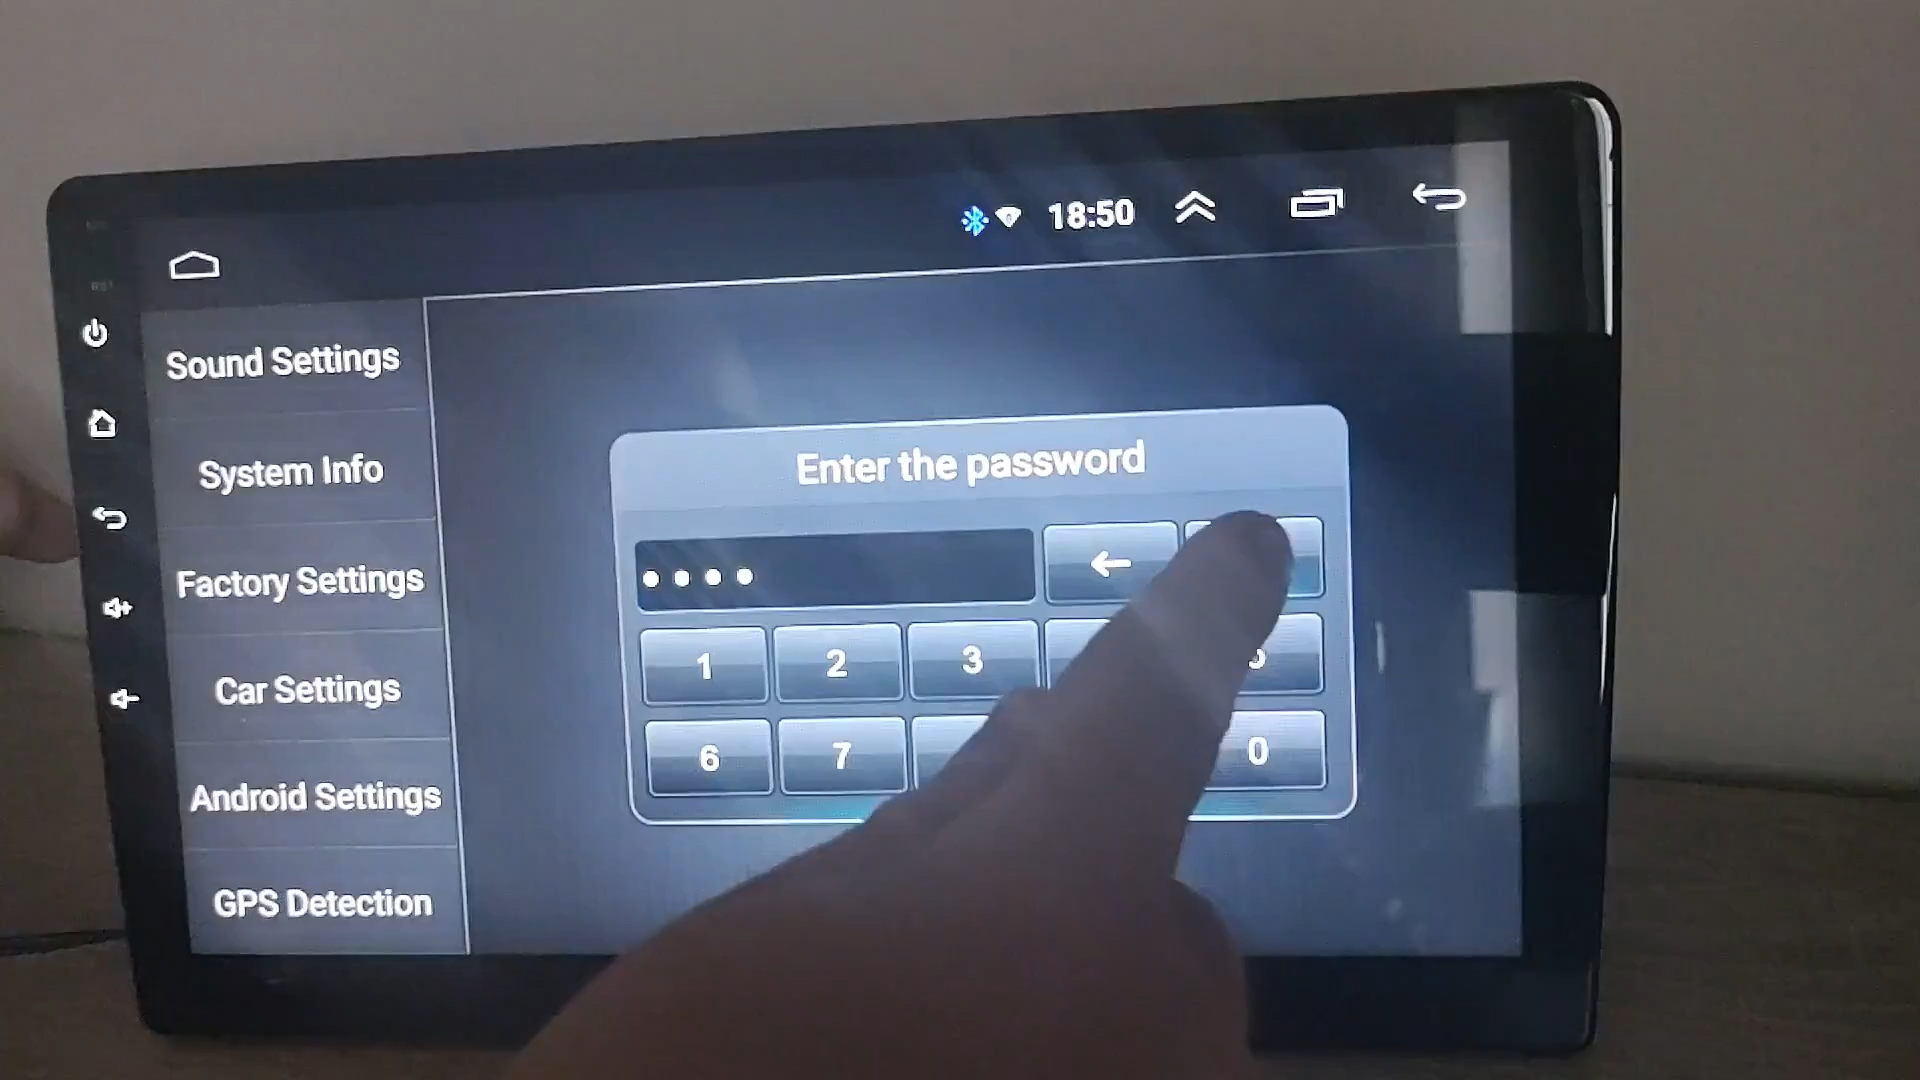 18:50
Sound Settings
System Info
Factory Settings
Car Settings
Android Settings
GPS Detection
Enter the password
1 2 3
6 7 0